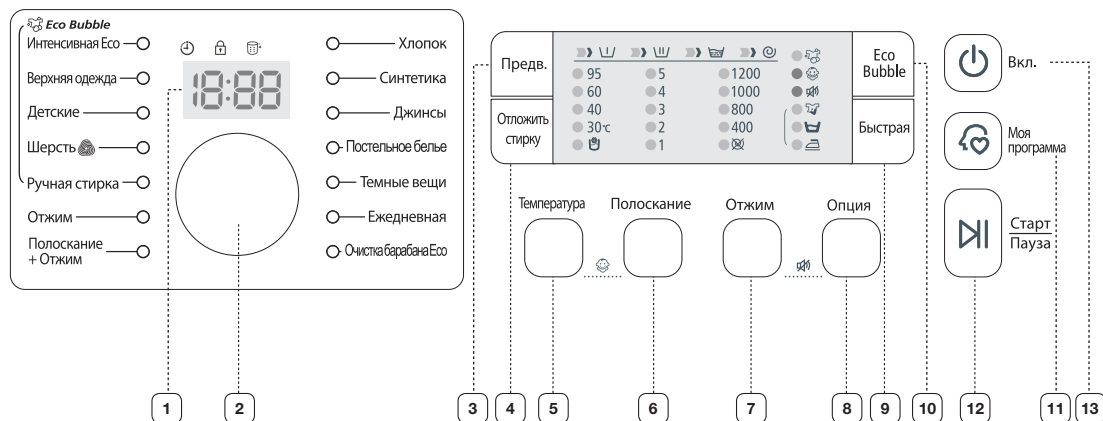 Eco Bubble
Интенсивная Eco
Верхняя одежда
Детские
Шерсть
Ручная стирка
Отжим
Полоскание
+ Отжим
18:88
Хлопок
Синтетика
Джинсы
Постельное белье
Темные вещи
Ежедневная
Очистка барабана Eco
Предв.
Отложить
стирку
95 5 1200
60 4 1000
40 3 800
30°C 2 400
1
Eco
Bubble
Быстрая
Температура Полоскание Отжим Опция
Вкл.
Моя
программа
Старт
Пауза
1 2 3 4 5 6 7 8 9 10 12 11 13